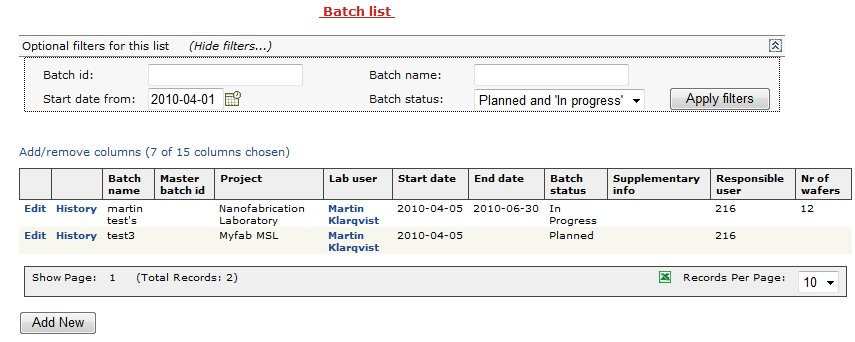 Batch list
Optional filters for this list (Hide filters...)
Batch id: Batch name:
Start date from: 2010-04-01 Batch status: Planned and 'In progress' Apply filters
Add/remove columns (7 of 15 columns chosen)
Batch name Master batch id Project Lab user Start date End date Batch status Supplementary info Responsible user Nr of wafers
Edit History martin test's Nanofabrication Laboratory Martin Klarqvist 2010-04-05 2010-06-30 In Progress 216 12
Edit History test3 Myfab MSL Martin Klarqvist 2010-04-05 Planned 216
Show Page: 1 (Total Records: 2) Records Per Page: 10
Add New